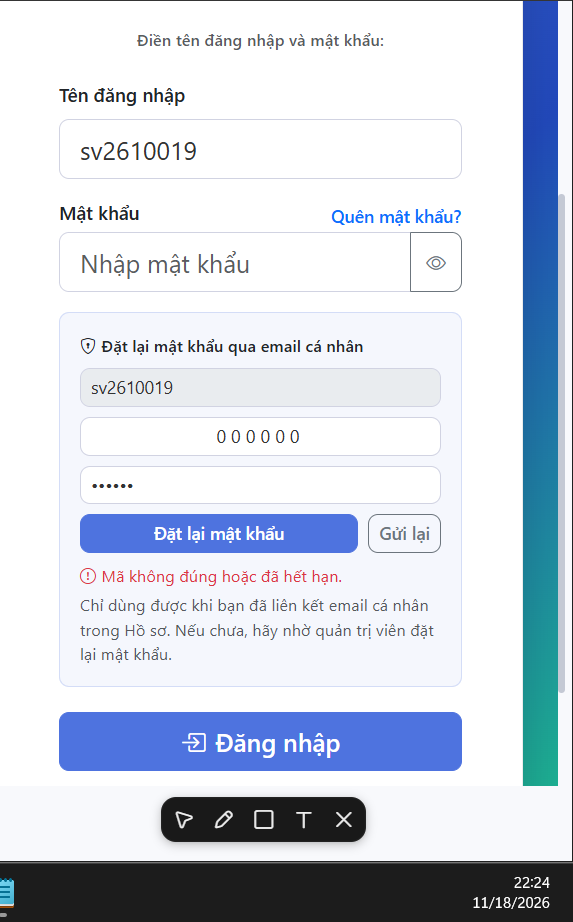 Điền tên đăng nhập và mật khẩu:
Tên đăng nhập
sv2610019
Mật khẩu
Quên mật khẩu?
Nhập mật khẩu
Đặt lại mật khẩu qua email cá nhân
sv2610019
000000
••••••
Đặt lại mật khẩu
Gửi lại
Mã không đúng hoặc đã hết hạn.
Chỉ dùng được khi bạn đã liên kết email cá nhân
trong Hồ sơ. Nếu chưa, hãy nhờ quản trị viên đặt
lại mật khẩu.
Đăng nhập
T
22:24
11/18/2026